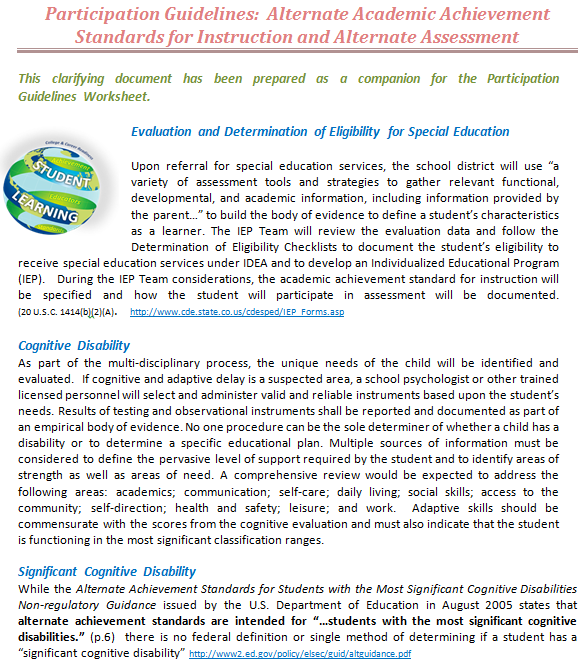 Participation Guidelines: Alternate Academic Achievement
Standards for Instruction and Alternate Assessment
This clarifying document has been prepared as a companion for the Participation
Guidelines Worksheet.
College & Career Readiness
Achievement
STUDENT
Educators
LEARNING
Evaluation and Determination of Eligibility for Special Education
Upon referral for special education services, the school district will use “a
variety of assessment tools and strategies to gather relevant functional,
developmental, and academic information, including information provided by
the parent…” to build the body of evidence to define a student’s characteristics
as a learner. The IEP Team will review the evaluation data and follow the
Determination of Eligibility Checklists to document the student’s eligibility to
receive special education services under IDEA and to develop an Individualized Educational Program
(IEP). During the IEP Team considerations, the academic achievement standard for instruction will
be specified and how the student will participate in assessment will be documented.
(20 U.S.C. 1414(b)(2)(A). http://www.cde.state.co.us/cdesped/IEP_Forms.asp
Cognitive Disability
As part of the multi-disciplinary process, the unique needs of the child will be identified and
evaluated. If cognitive and adaptive delay is a suspected area, a school psychologist or other trained
licensed personnel will select and administer valid and reliable instruments based upon the student’s
needs. Results of testing and observational instruments shall be reported and documented as part of
an empirical body of evidence. No one procedure can be the sole determiner of whether a child has a
disability or to determine a specific educational plan. Multiple sources of information must be
considered to define the pervasive level of support required by the student and to identify areas of
strength as well as areas of need. A comprehensive review would be expected to address the
following areas: academics; communication; self-care; daily living; social skills; access to the
community; self-direction; health and safety; leisure; and work. Adaptive skills should be
commensurate with the scores from the cognitive evaluation and must also indicate that the student
is functioning in the most significant classification ranges.
Significant Cognitive Disability
While the Alternate Achievement Standards for Students with the Most Significant Cognitive Disabilities
Non-regulatory Guidance issued by the U.S. Department of Education in August 2005 states that
alternate achievement standards are intended for “…students with the most significant cognitive
disabilities.” (p.6) there is no federal definition or single method of determining if a student has a
“significant cognitive disability” http://www2.ed.gov/policy/elsec/guid/altguidance.pdf